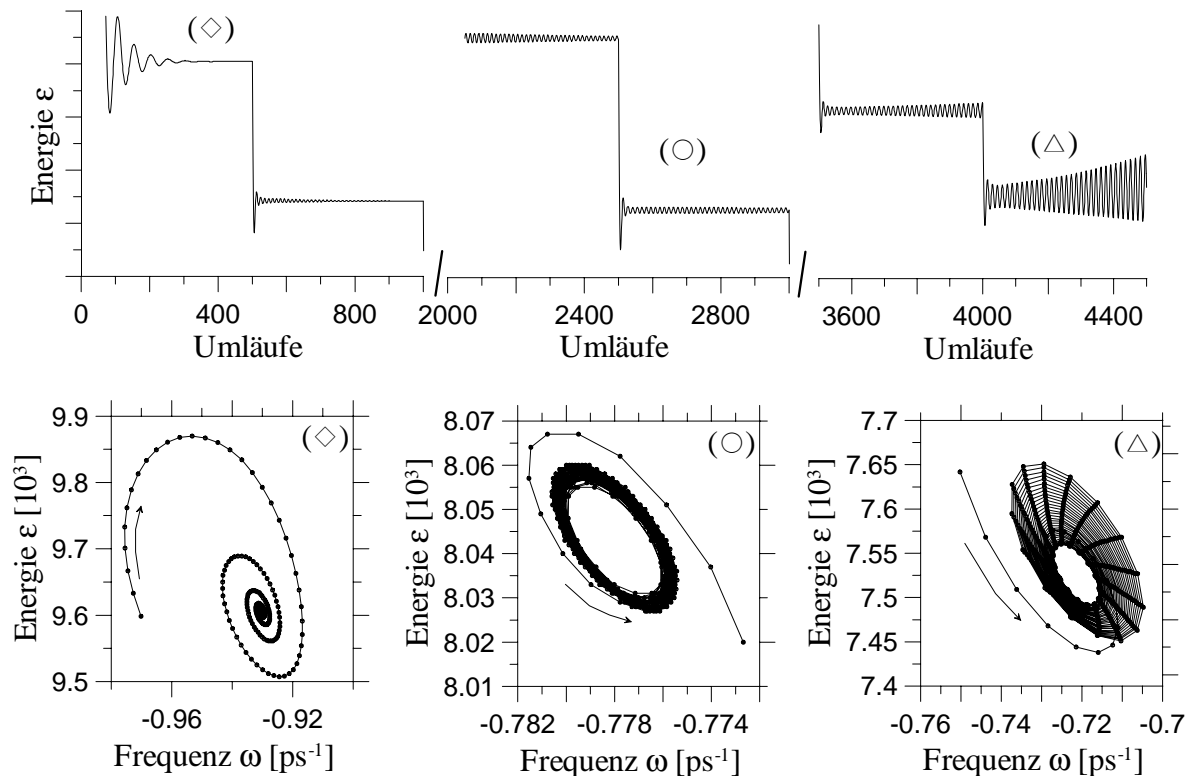 (◇)
(○)
(△)
Energie ε
0 400 800 2000 2400 2800 3600 4000 4400
Umläufe Umläufe Umläufe
9.9
9.8
9.7
9.6
9.5
Energie ε [10³]
(◇)
-0.96 -0.92
Frequenz ω [ps⁻¹]
8.07
8.06
8.05
8.04
8.03
8.02
8.01
Energie ε [10³]
(○)
-0.782 -0.778 -0.774
Frequenz ω [ps⁻¹]
7.7
7.65
7.6
7.55
7.5
7.45
7.4
Energie ε [10³]
(△)
-0.76 -0.74 -0.72 -0.7
Frequenz ω [ps⁻¹]